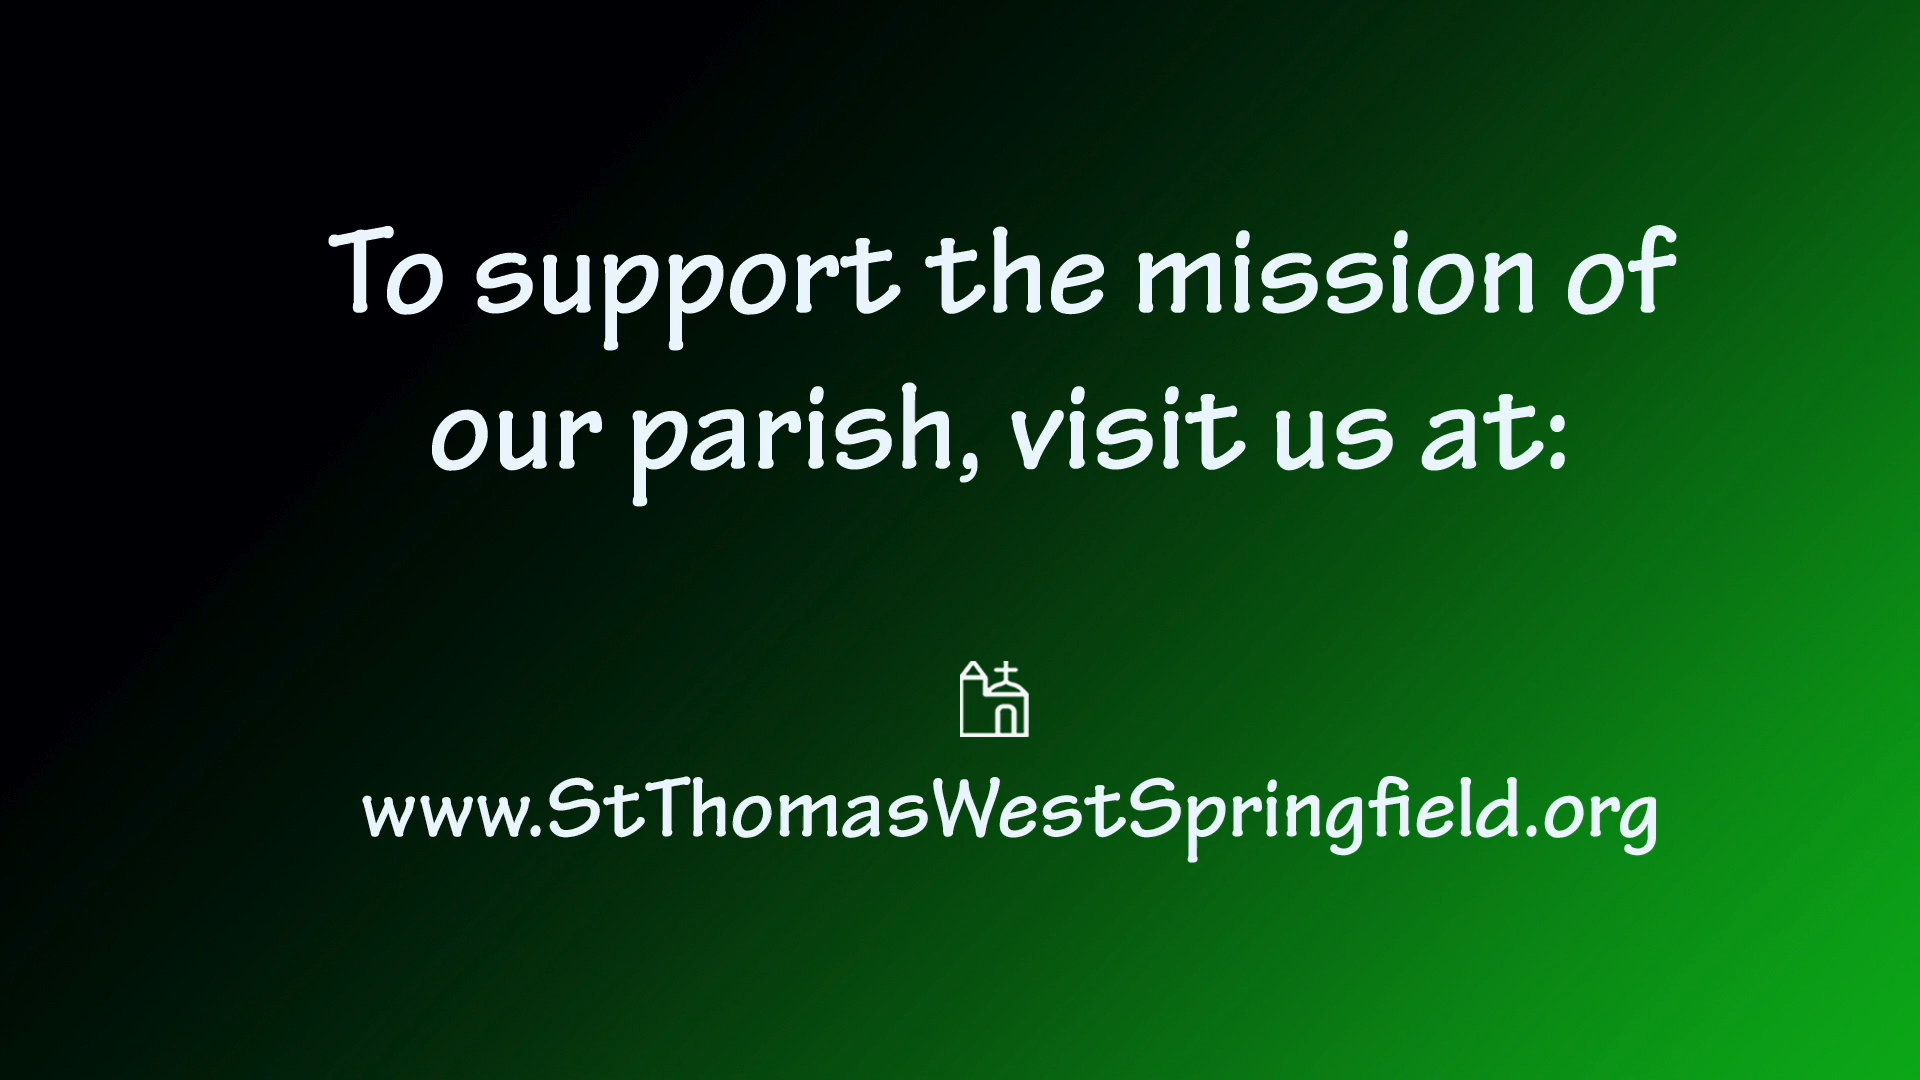 To support the mission of
our parish, visit us at:
www.StThomasWestSpringfield.org